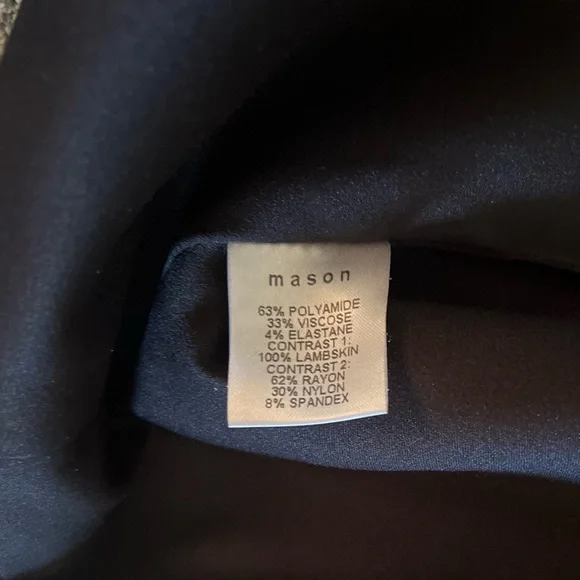 mason
63% POLYAMIDE
33% VISCOSE
4% ELASTANE
CONTRAST 1:
100% LAMBSKIN
CONTRAST 2:
62% RAYON
30% NYLON
8% SPANDEX